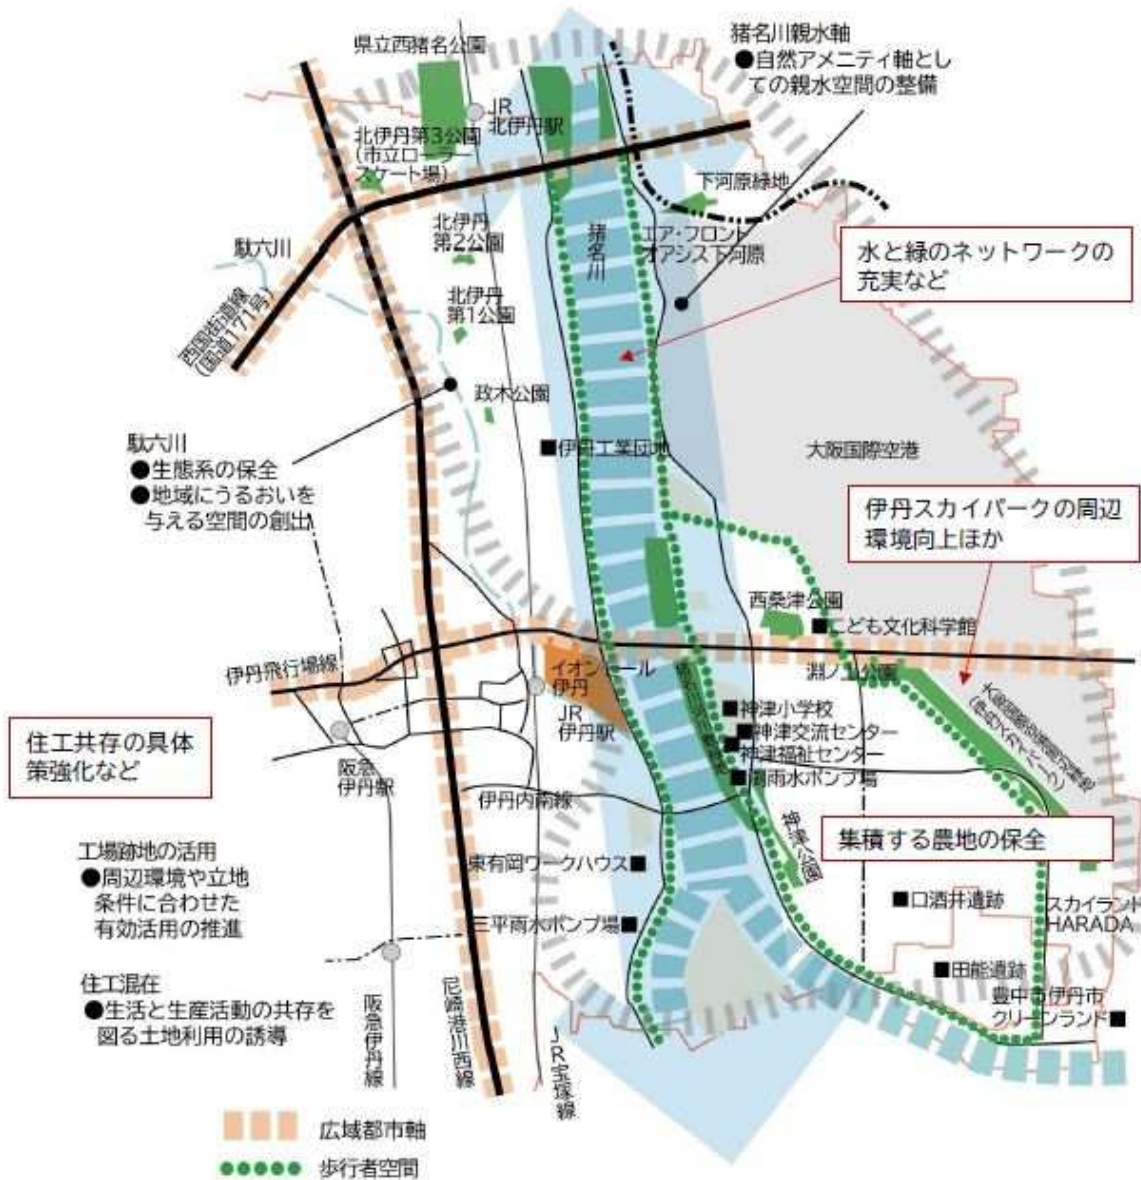 県立西猪名公園
猪名川親水軸
●自然アメニティ軸とし
ての親水空間の整備
JR
北伊丹駅
北伊丹第3公園
(市立ローラー
スケート場)
下河原緑地
北伊丹
第2公園
猪名川
エア・フロント
オアシス下河原
駄六川
水と緑のネットワークの
充実など
北伊丹
第1公園
西国街道線
(国道171号)
政木公園
駄六川
●生態系の保全
●地域にうるおいを
与える空間の創出
■伊丹工業団地
大阪国際空港
伊丹スカイパークの周辺
環境向上ほか
西桑津公園
■こども文化科学館
伊丹飛行場線
イオンモール
伊丹
渕ノ上公園
JR
伊丹駅
■神津小学校
■神津交流センター
神津福祉センター
(伊丹スカイパーク)
住工共存の具体
策強化など
阪急
伊丹駅
伊丹内南線
神津公園
集積する農地の保全
工場跡地の活用
●周辺環境や立地
条件に合わせた
有効活用の推進
東有岡ワークハウス■
■口酒井遺跡
スカイランド
HARADA
三平雨水ポンプ場■
■田能遺跡
住工混在
●生活と生産活動の共存を
図る土地利用の誘導
豊中市伊丹市
クリーンランド■
阪急伊丹線
尼崎港川西線
JR宝塚線
広域都市軸
歩行者空間